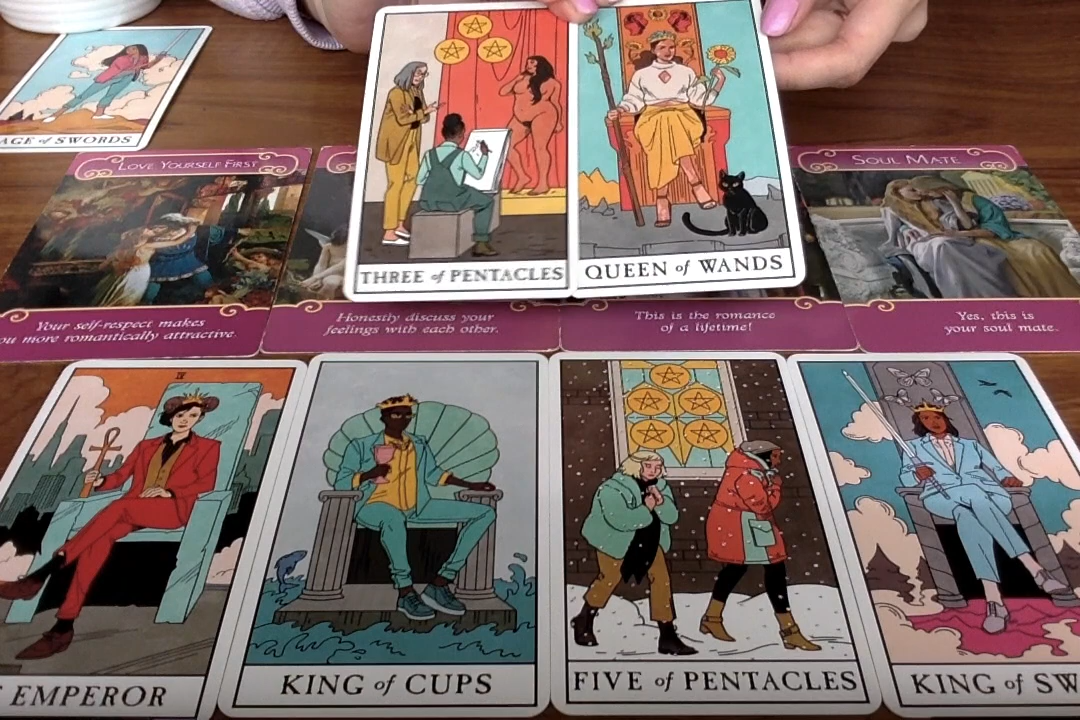 AGE of SWORDS
THREE of PENTACLES
QUEEN of WANDS
LOVE YOURSELF FIRST
SOUL MATE
Your self-respect makes
ou more romantically attractive.
Honestly discuss your
feelings with each other.
This is the romance
of a lifetime!
Yes, this is
your soul mate.
IV
EMPEROR
KING of CUPS
FIVE of PENTACLES
KING of SW